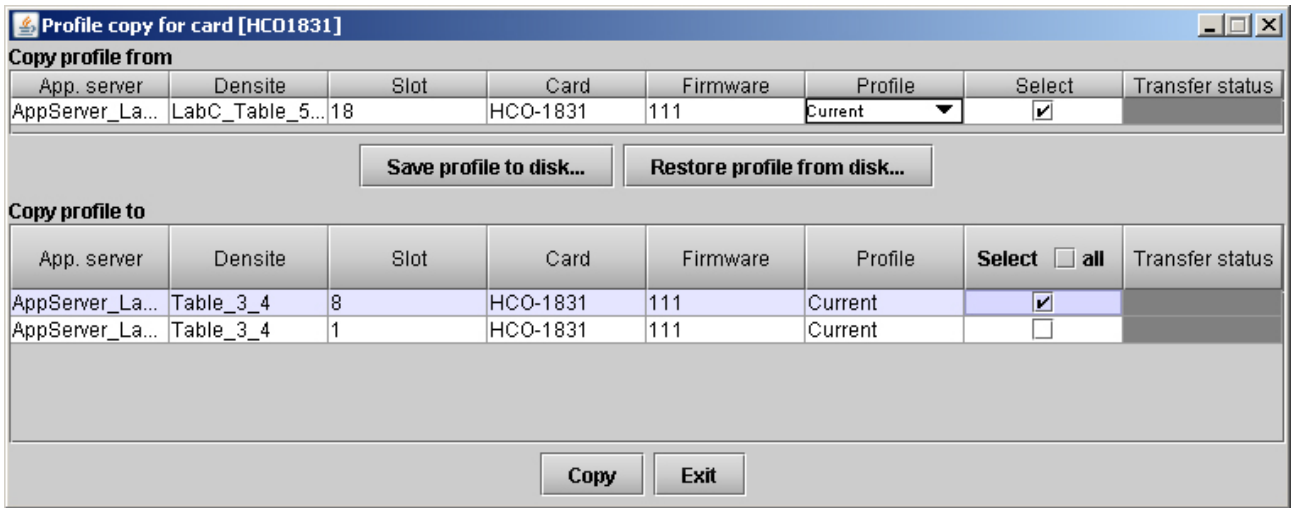 Profile copy for card [HCO1831]
Copy profile from
App. server Densite Slot Card Firmware Profile Select Transfer status
AppServer_La... LabC_Table_5... 18 HCO-1831 111 Current
Save profile to disk... Restore profile from disk...
Copy profile to
App. server Densite Slot Card Firmware Profile Select all Transfer status
AppServer_La... Table_3_4 8 HCO-1831 111 Current
AppServer_La... Table_3_4 1 HCO-1831 111 Current
Copy Exit